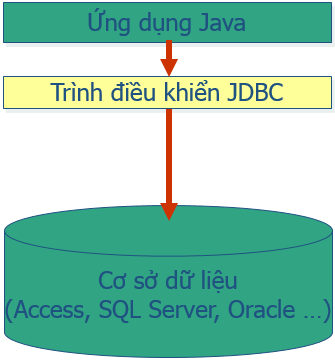 Ứng dụng Java
Trình điều khiển JDBC
Cơ sở dữ liệu
(Access, SQL Server, Oracle ...)